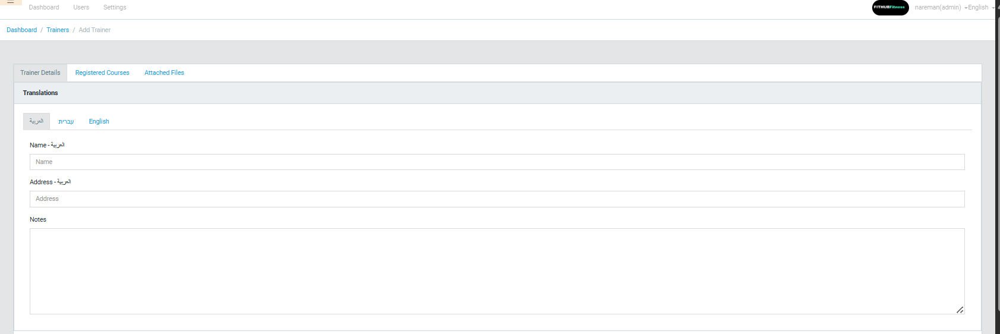 Dashboard Users Settings FITHUBFitness nareman(admin) English
Dashboard / Trainers / Add Trainer
Trainer Details Registered Courses Attached Files
Translations
العربية עברית English
Name - العربية
Name
Address - العربية
Address
Notes